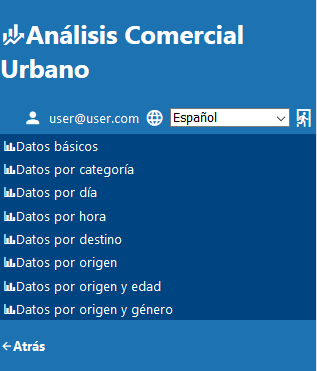 Análisis Comercial
Urbano
user@user.com Español
Datos básicos
Datos por categoría
Datos por día
Datos por hora
Datos por destino
Datos por origen
Datos por origen y edad
Datos por origen y género
Atrás